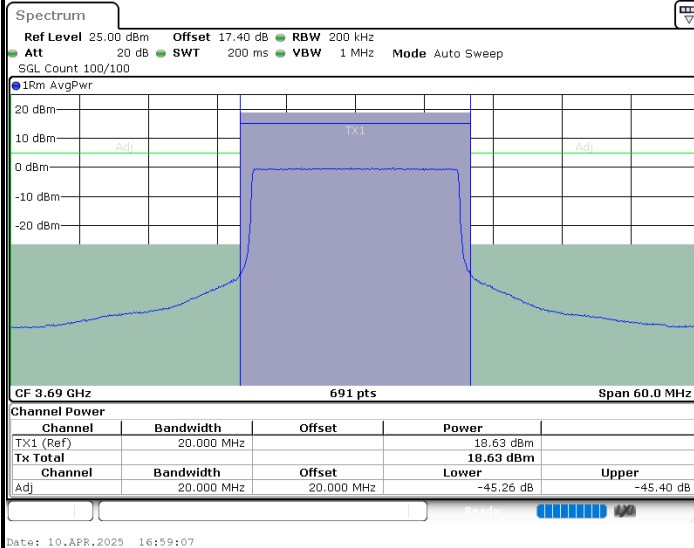 Spectrum
Ref Level 25.00 dBm Offset 17.40 dB RBW 200 kHz
Att 20 dB SWT 200 ms VBW 1 MHz Mode Auto Sweep
SGL Count 100/100
1Rm AvgPwr
20 dBm
TX1
10 dBm
Adj Adj
0 dBm
-10 dBm
-20 dBm
CF 3.69 GHz 691 pts Span 60.0 MHz
Channel Power
Channel Bandwidth Offset Power
TX1 (Ref) 20.000 MHz 18.63 dBm
Tx Total 18.63 dBm
Channel Bandwidth Offset Lower Upper
Adj 20.000 MHz 20.000 MHz -45.26 dB -45.40 dB
Ready
Date: 10.APR.2025 16:59:07